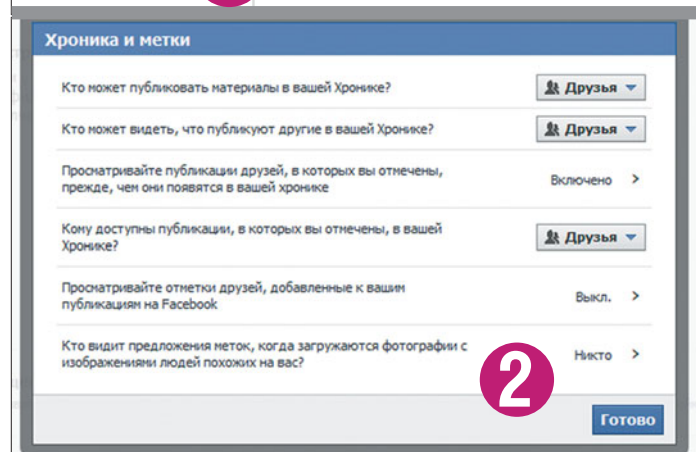 Хроника и метки
Кто может публиковать материалы в вашей Хронике?
Друзья
Кто может видеть, что публикуют другие в вашей Хронике?
Друзья
Просматривайте публикации друзей, в которых вы отмечены,
прежде, чем они появятся в вашей хронике
Включено
Кому доступны публикации, в которых вы отмечены, в вашей
Хронике?
Друзья
Просматривайте отметки друзей, добавленные к вашим
публикациям на Facebook
Выкл.
Кто видит предложения меток, когда загружаются фотографии с
изображениями людей похожих на вас?
Никто
2
Готово